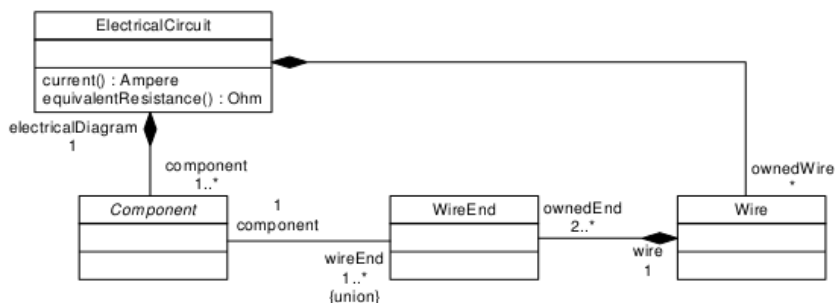 ElectricalCircuit
current() : Ampere
equivalentResistance() : Ohm
electricalDiagram
1
component
1..*
ownedWire
*
Component
1
component
wireEnd
1..*
{union}
WireEnd
ownedEnd
2..*
wire
1
Wire